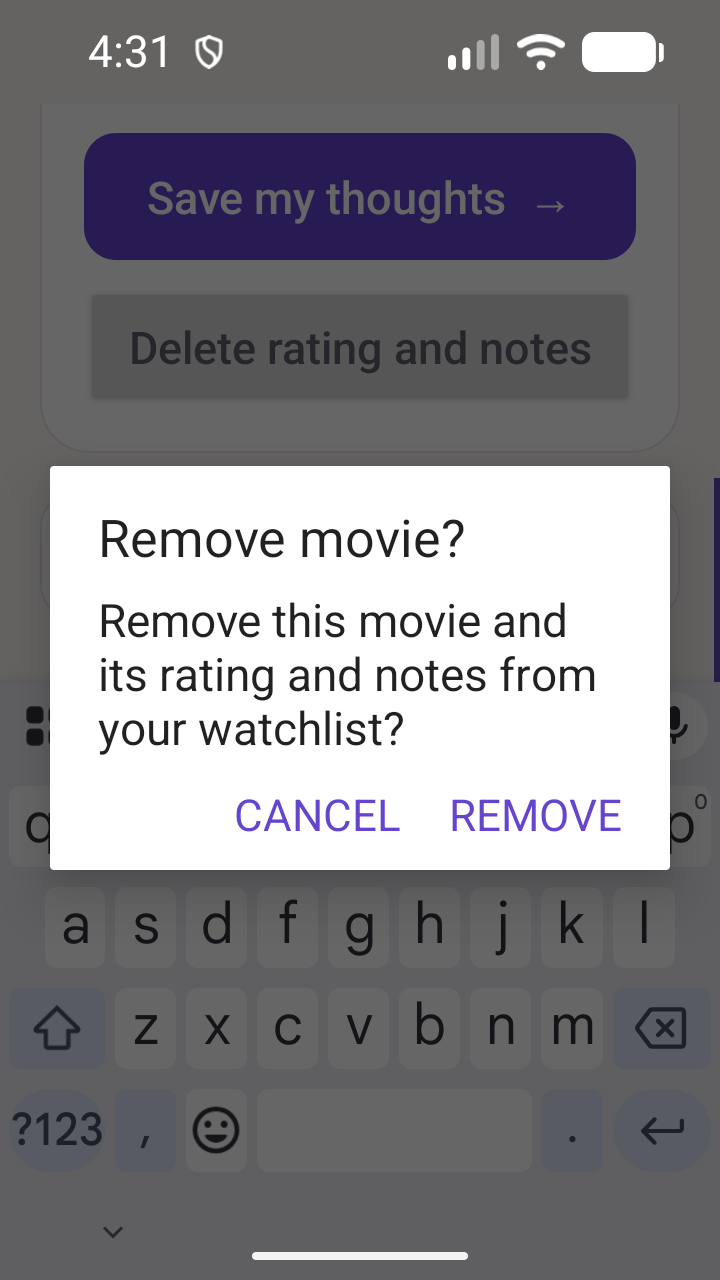 4:31
Save my thoughts →
Delete rating and notes
Remove movie?
Remove this movie and
its rating and notes from
your watchlist?
CANCEL REMOVE
q p 0
a s d f g h j k l
z x c v b n m
?123 , .